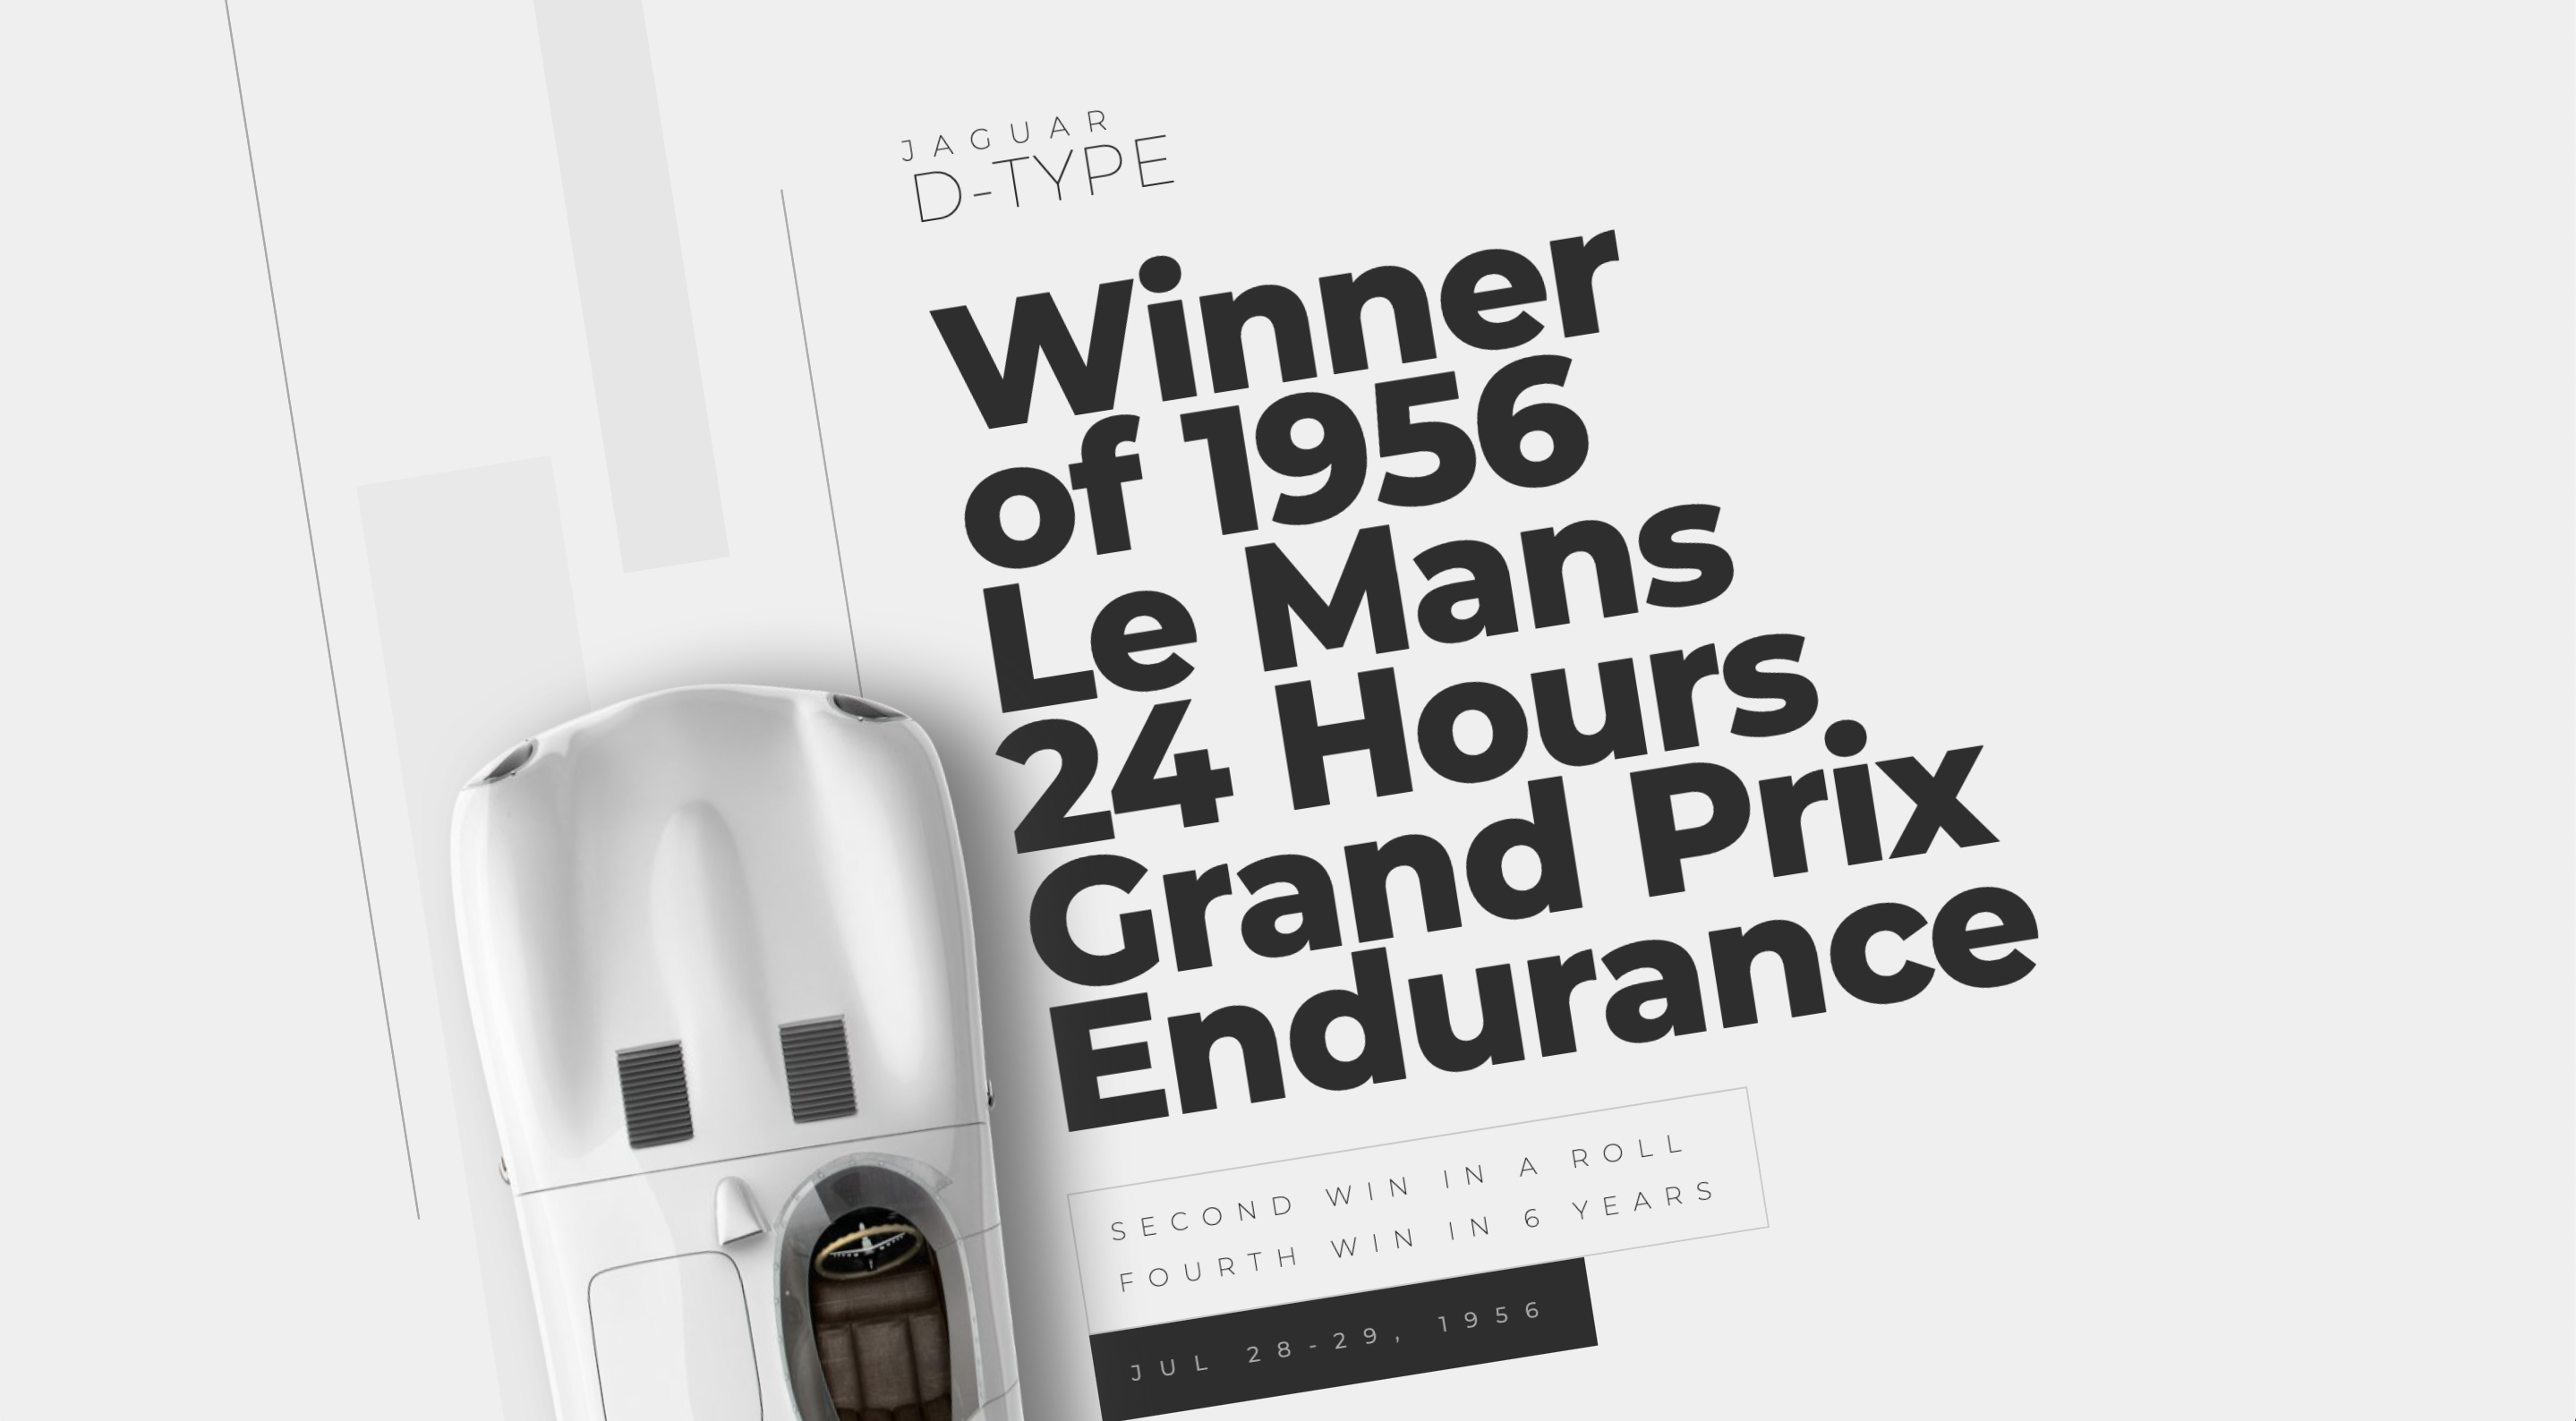 JAGUAR
D-TYPE
Winner
of 1956
Le Mans
24 Hours
Grand Prix
Endurance
SECOND WIN IN A ROLL
FOURTH WIN IN 6 YEARS
JUL 28-29, 1956